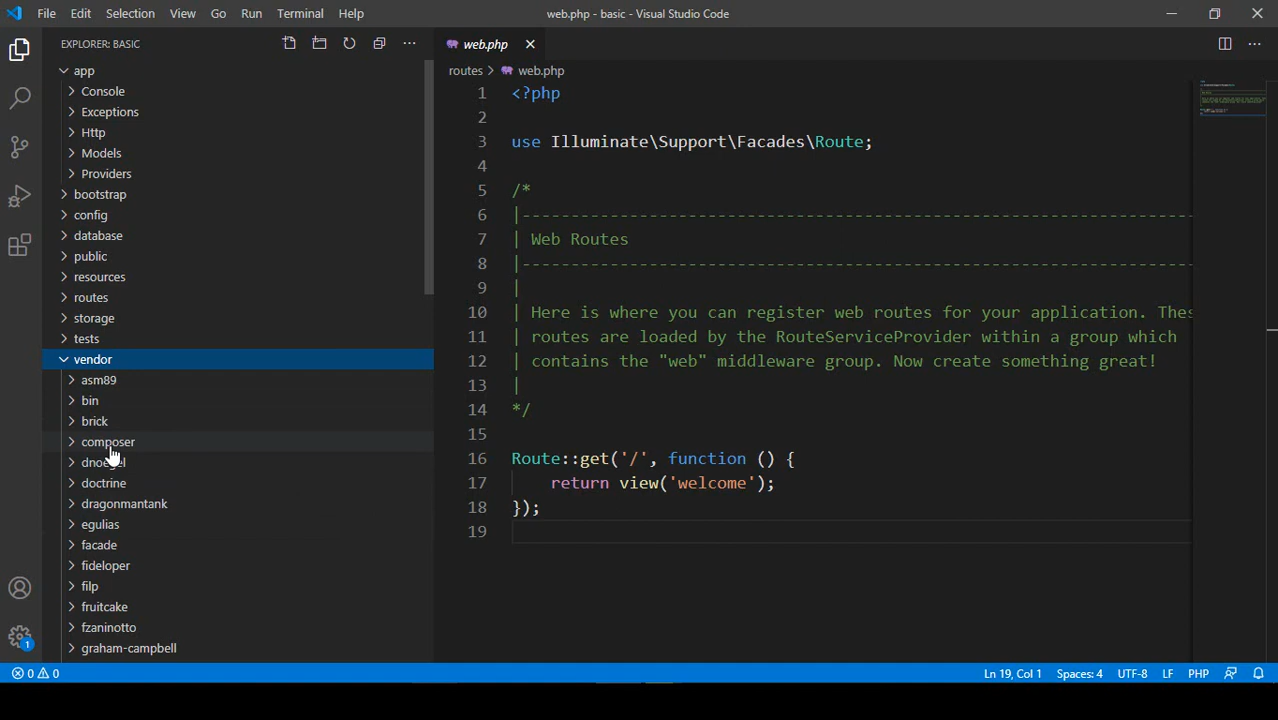 File Edit Selection View Go Run Terminal Help web.php - basic - Visual Studio Code
EXPLORER: BASIC
web.php
routes > web.php
app
Console
Exceptions
Http
Models
Providers
bootstrap
config
database
public
resources
routes
storage
tests
vendor
asm89
bin
brick
composer
doctrine
dragonmantank
egulias
facade
fideloper
filp
fruitcake
fzaninotto
graham-campbell
1 <?php
2
3 use Illuminate\Support\Facades\Route;
4
5 /*
6 |--------------------------------------------------------------------------
7 | Web Routes
8 |--------------------------------------------------------------------------
9 |
10 | Here is where you can register web routes for your application. Thes
11 | routes are loaded by the RouteServiceProvider within a group which
12 | contains the "web" middleware group. Now create something great!
13 |
14 */
15
16 Route::get('/', function () {
17 return view('welcome');
18 });
19
1
0 0 Ln 19, Col 1 Spaces: 4 UTF-8 LF PHP